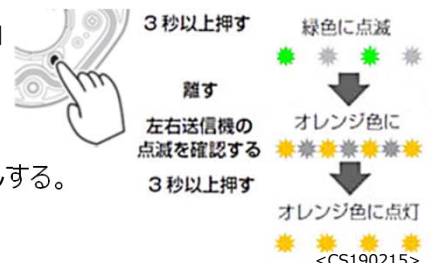 3秒以上押す
緑色に点滅
離す
左右送信機の
点滅を確認する
オレンジ色に
する。
3秒以上押す
オレンジ色に点灯
<CS190215>